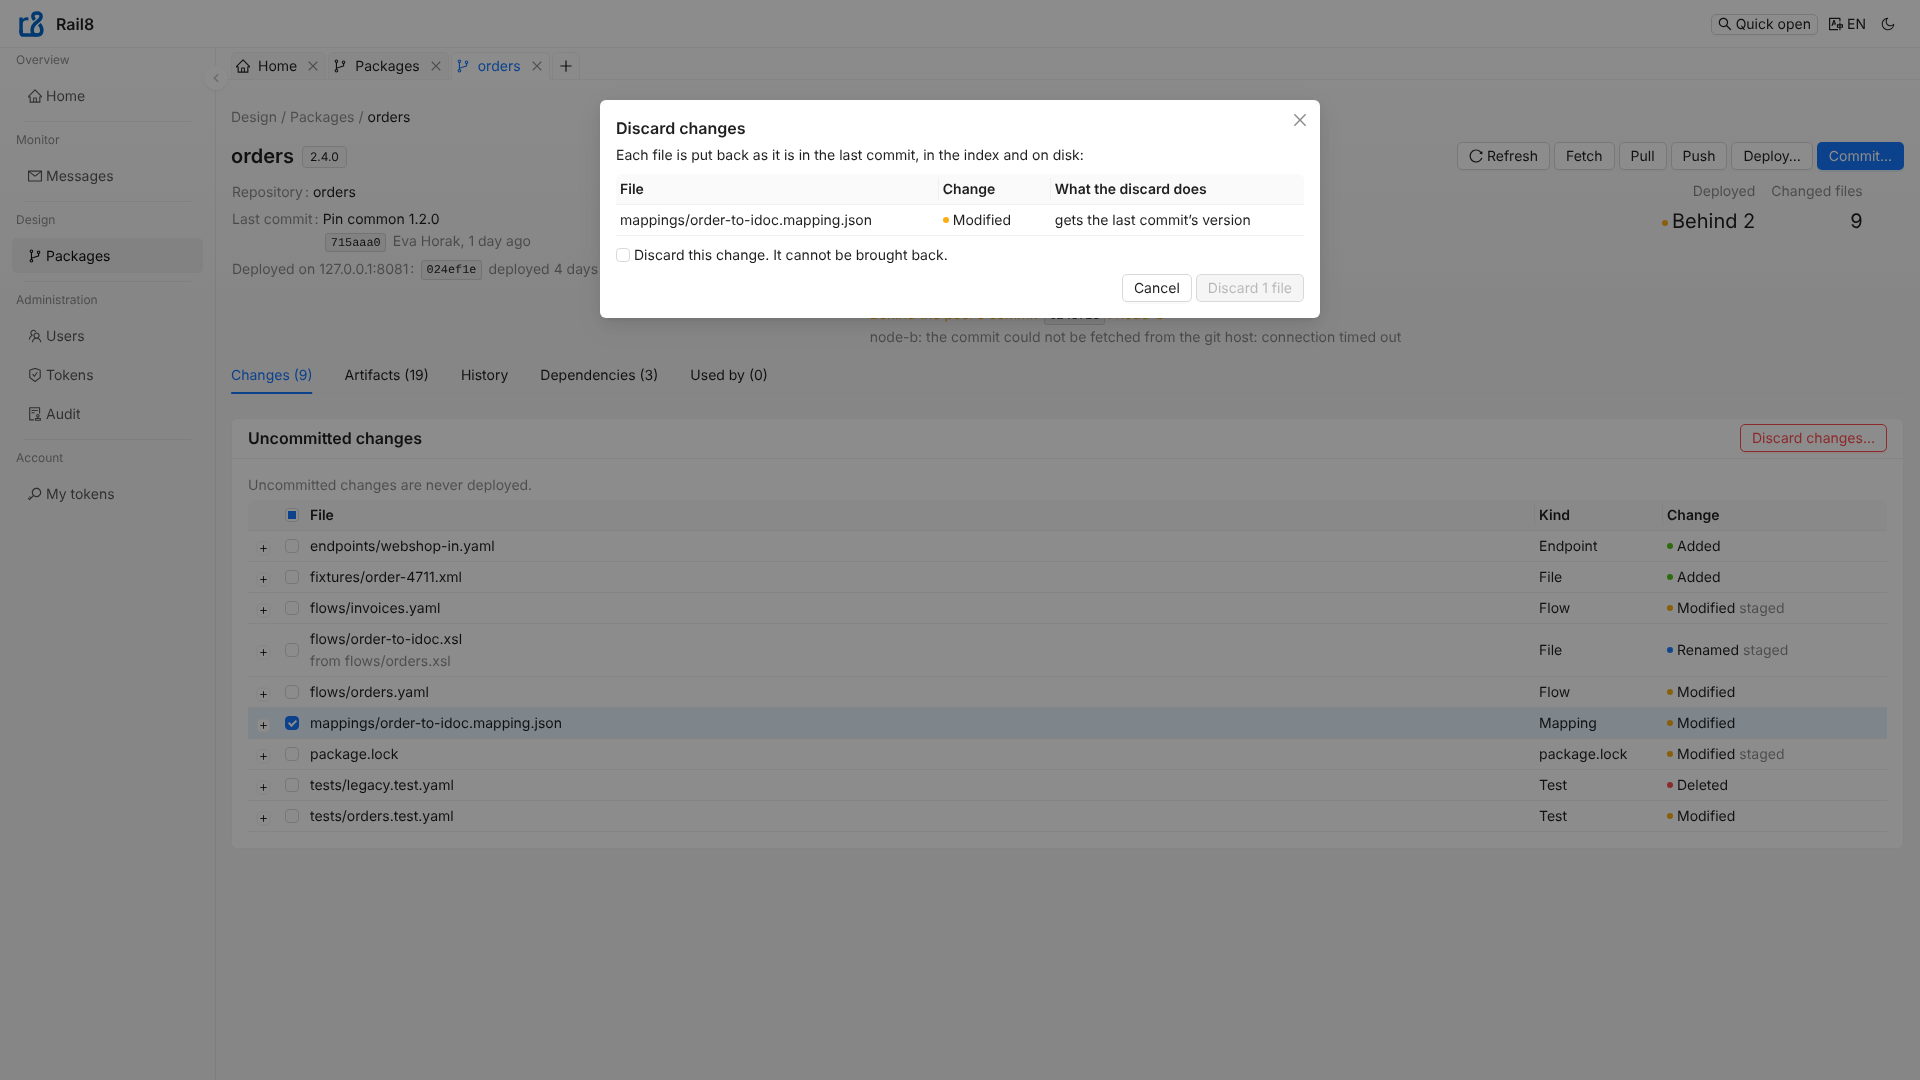 Rail8
Quick open
EN
Overview
Home
Monitor
Messages
Design
Packages
Administration
Users
Tokens
Audit
Account
My tokens
Home
Packages
orders
Design / Packages / orders
orders 2.4.0
Refresh
Fetch
Pull
Push
Deploy...
Commit...
Repository: orders
Last commit: Pin common 1.2.0
715aaa0 Eva Horak, 1 day ago
Deployed on 127.0.0.1:8081: 024ef1e deployed 4 days
Deployed
Behind 2
Changed files
9
Discard changes
Each file is put back as it is in the last commit, in the index and on disk:
File Change What the discard does
mappings/order-to-idoc.mapping.json Modified gets the last commit’s version
Discard this change. It cannot be brought back.
Cancel
Discard 1 file
node-b: the commit could not be fetched from the git host: connection timed out
Changes (9)
Artifacts (19)
History
Dependencies (3)
Used by (0)
Uncommitted changes
Discard changes...
Uncommitted changes are never deployed.
File Kind Change
endpoints/webshop-in.yaml Endpoint Added
fixtures/order-4711.xml File Added
flows/invoices.yaml Flow Modified staged
flows/order-to-idoc.xsl File Renamed staged
from flows/orders.xsl
flows/orders.yaml Flow Modified
mappings/order-to-idoc.mapping.json Mapping Modified
package.lock package.lock Modified staged
tests/legacy.test.yaml Test Deleted
tests/orders.test.yaml Test Modified